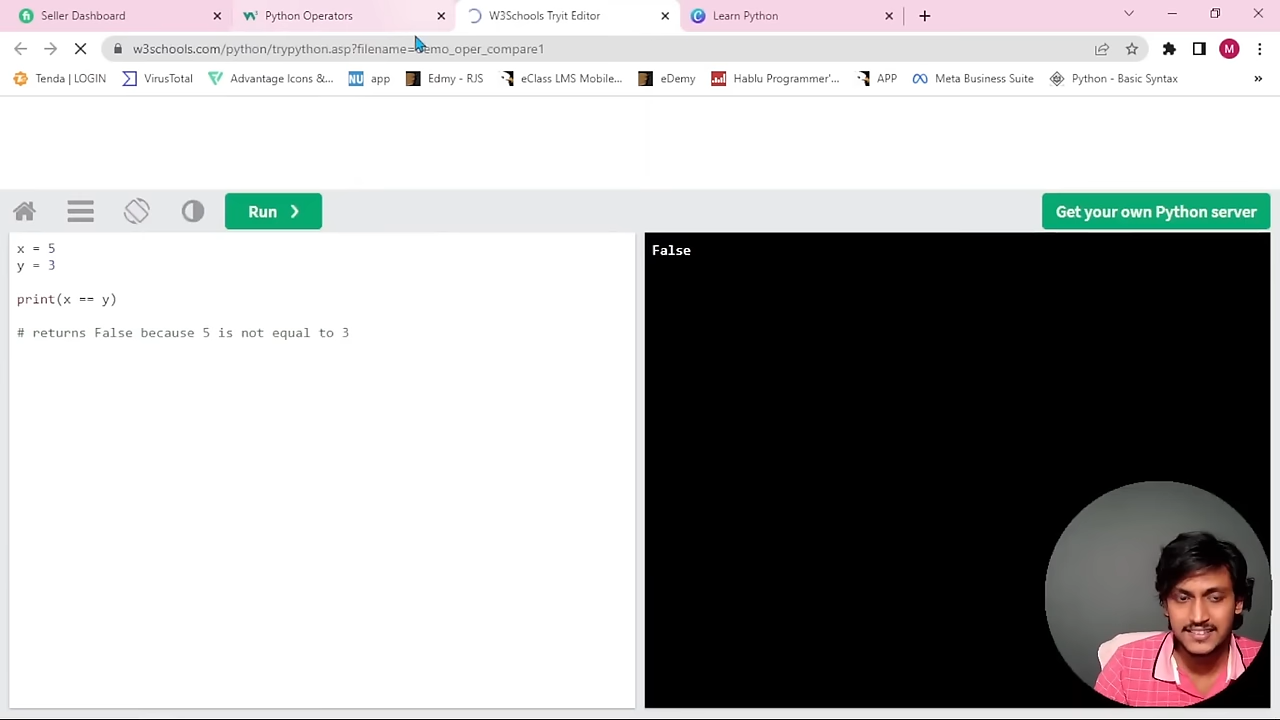 Seller Dashboard
Python Operators
W3Schools Tryit Editor
Learn Python
w3schools.com/python/trypython.asp?filename=demo_oper_compare1
M
Tenda | LOGIN
VirusTotal
Advantage Icons &...
NU app
Edmy - RJS
eClass LMS Mobile...
eDemy
Hablu Programmer'...
APP
Meta Business Suite
Python - Basic Syntax
»
Run ❯
Get your own Python server
x = 5
y = 3
print(x == y)
# returns False because 5 is not equal to 3
False